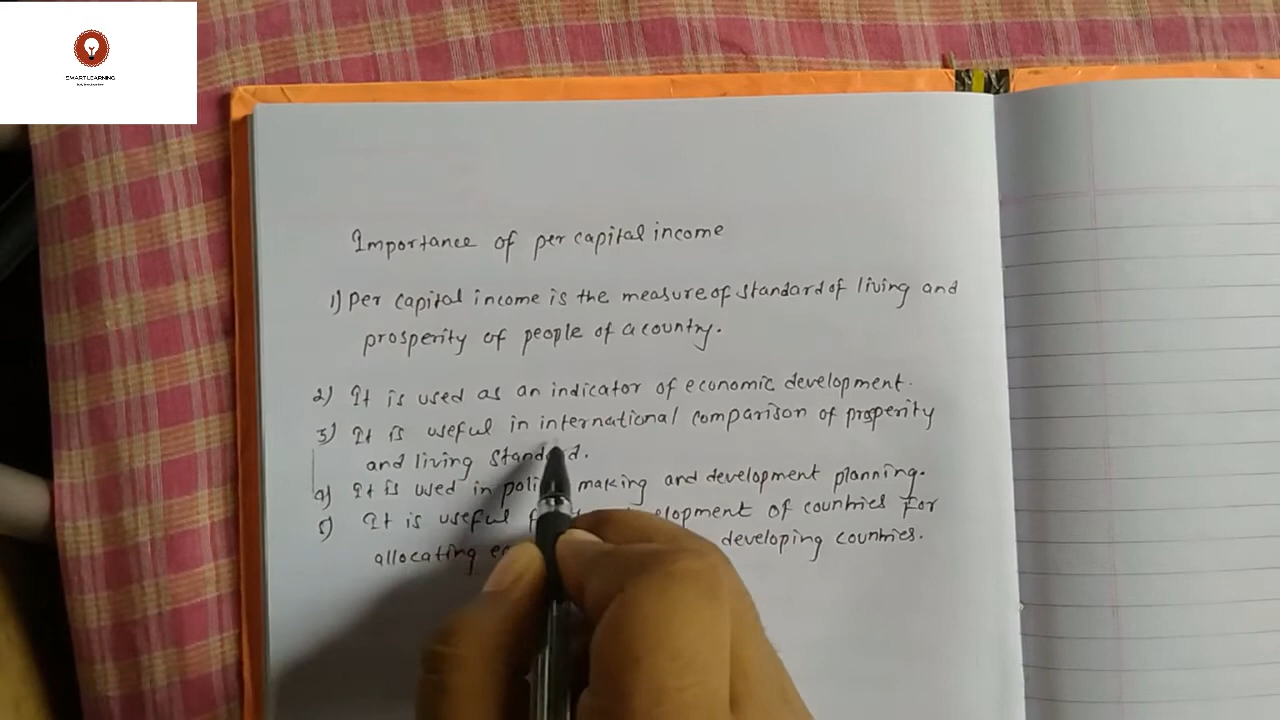 SMART LEARNING
Importance of per capital income
1) Per capital income is the measure of standard of living and
prosperity of people of a country.
2) It is used as an indicator of economic development.
3) It is useful in international comparison of prosperity
and living standard.
4) It is used in policy making and development planning.
5) It is useful development of countries for
allocating developing countries.